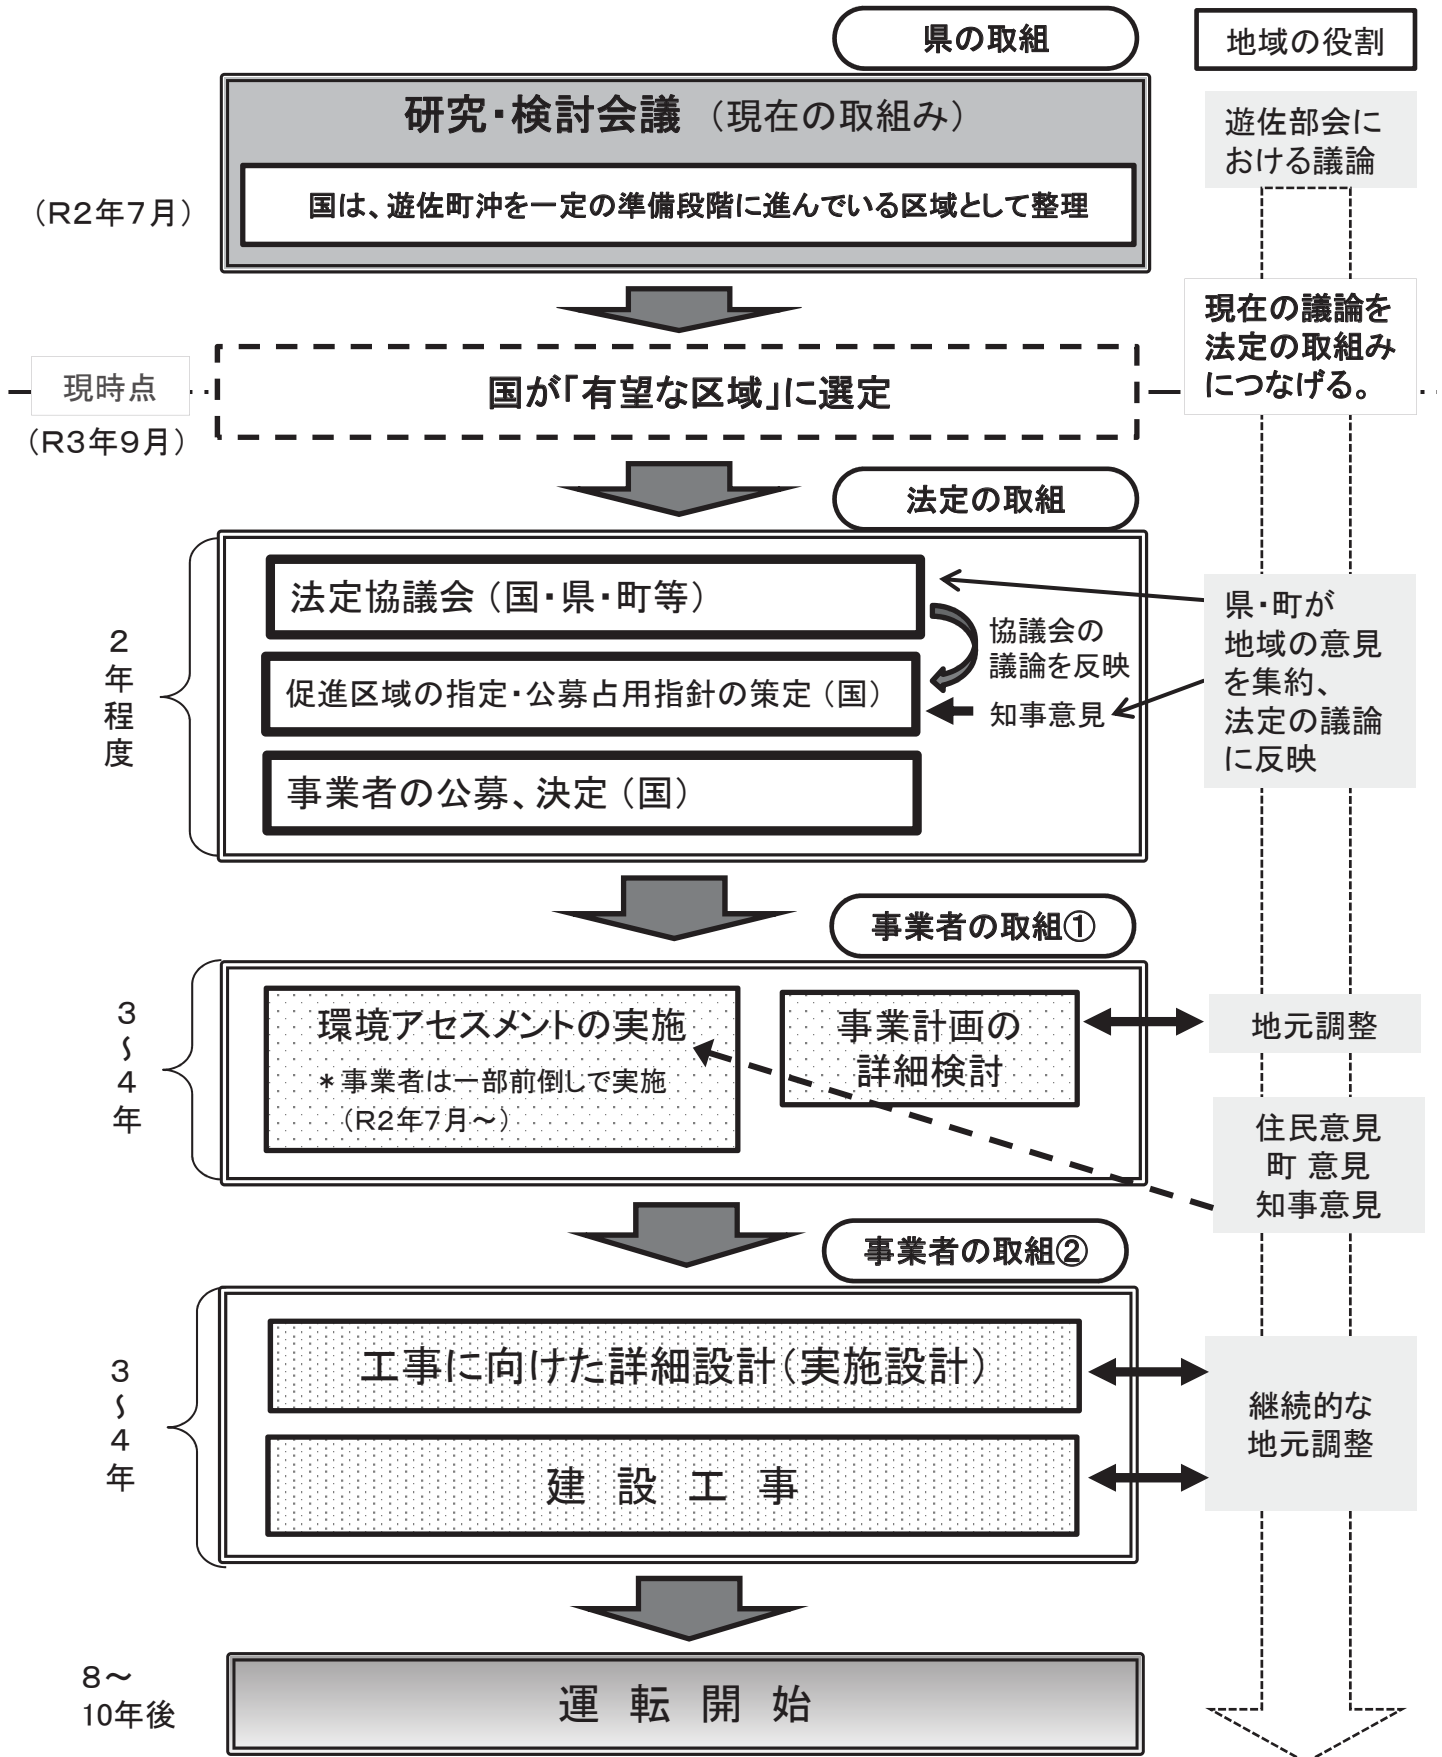 県の取組
地域の役割
研究・検討会議（現在の取組み）
(R2年7月)
国は、遊佐町沖を一定の準備段階に進んでいる区域として整理
遊佐部会に
おける議論
現在の議論を
法定の取組み
につなげる。
現時点
(R3年9月)
国が「有望な区域」に選定
法定の取組
2年程度
法定協議会（国・県・町等）
協議会の
議論を反映
促進区域の指定・公募占用指針の策定（国）
知事意見
事業者の公募、決定（国）
県・町が
地域の意見
を集約、
法定の議論
に反映
事業者の取組①
3～4年
環境アセスメントの実施
＊事業者は一部前倒しで実施
（R2年7月～）
事業計画の
詳細検討
地元調整
住民意見
町 意見
知事意見
事業者の取組②
3～4年
工事に向けた詳細設計（実施設計）
建 設 工 事
継続的な
地元調整
8～
10年後
運 転 開 始